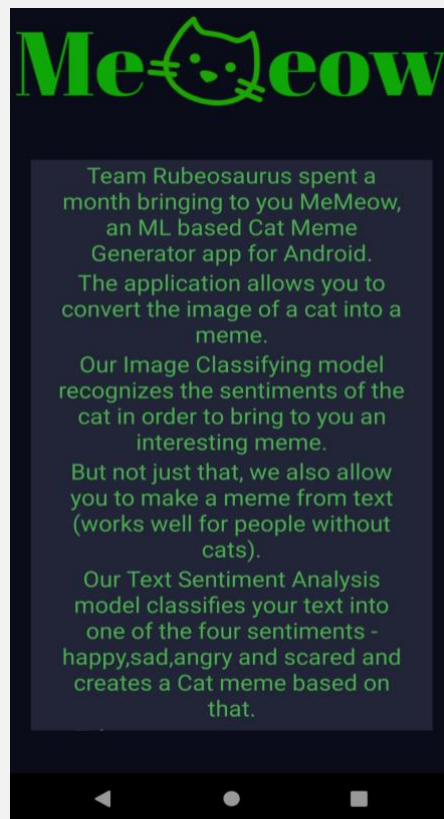 MeMeow
Team Rubeosaurus spent a
month bringing to you MeMeow,
an ML based Cat Meme
Generator app for Android.
The application allows you to
convert the image of a cat into a
meme.
Our Image Classifying model
recognizes the sentiments of the
cat in order to bring to you an
interesting meme.
But not just that, we also allow
you to make a meme from text
(works well for people without
cats).
Our Text Sentiment Analysis
model classifies your text into
one of the four sentiments -
happy,sad,angry and scared and
creates a Cat meme based on
that.